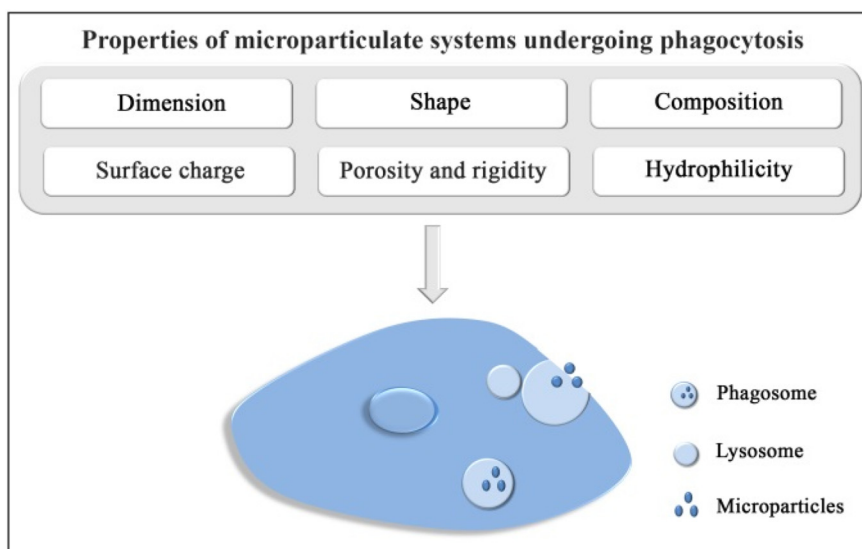 Properties of microparticulate systems undergoing phagocytosis
Dimension
Shape
Composition
Surface charge
Porosity and rigidity
Hydrophilicity
Phagosome
Lysosome
Microparticles